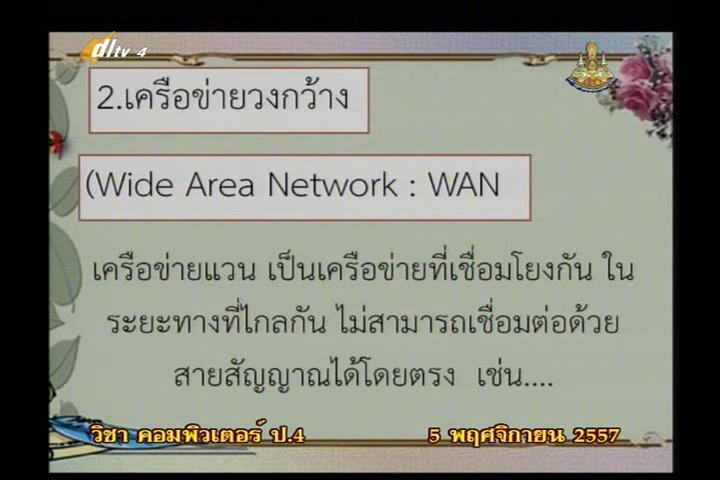 dltv 4
2.เครือข่ายวงกว้าง
(Wide Area Network : WAN
เครือข่ายแวน เป็นเครือข่ายที่เชื่อมโยงกัน ใน
ระยะทางที่ไกลกัน ไม่สามารถเชื่อมต่อด้วย
สายสัญญาณได้โดยตรง เช่น....
วิชา คอมพิวเตอร์ ป.4
5 พฤศจิกายน 2557